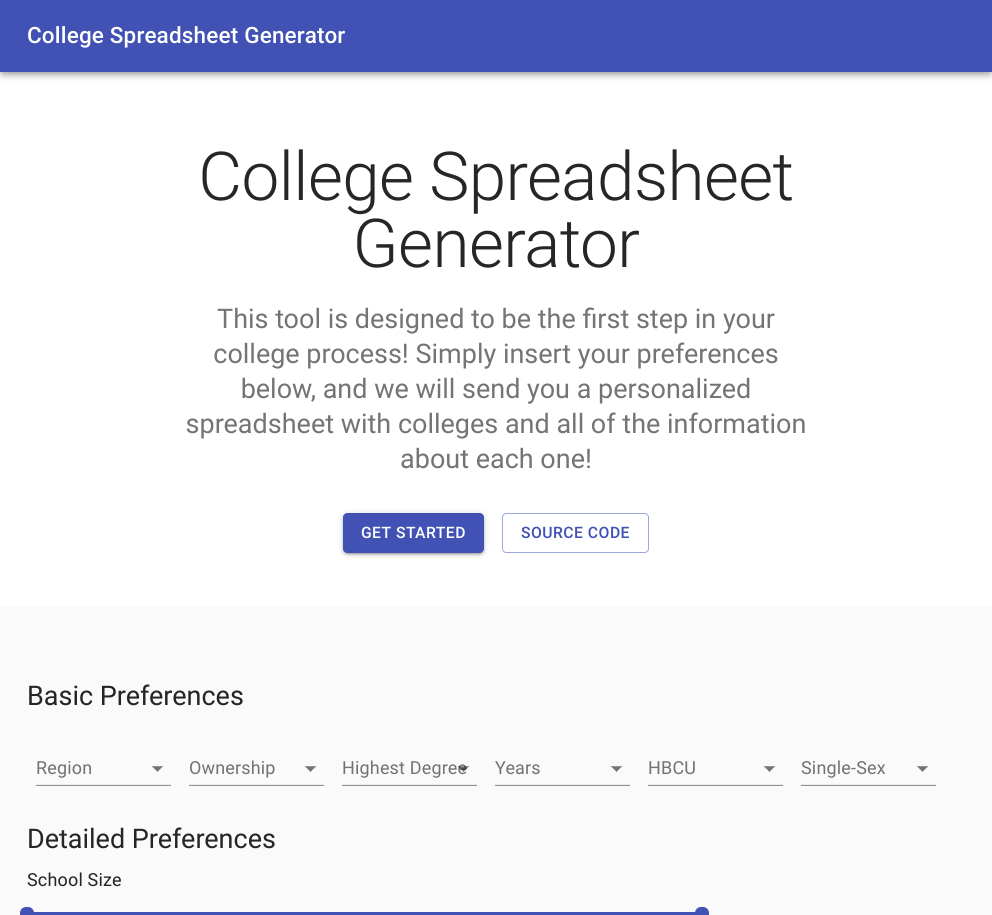 College Spreadsheet Generator
College Spreadsheet
Generator
This tool is designed to be the first step in your
college process! Simply insert your preferences
below, and we will send you a personalized
spreadsheet with colleges and all of the information
about each one!
GET STARTED
SOURCE CODE
Basic Preferences
Region
Ownership
Highest Degree
Years
HBCU
Single-Sex
Detailed Preferences
School Size